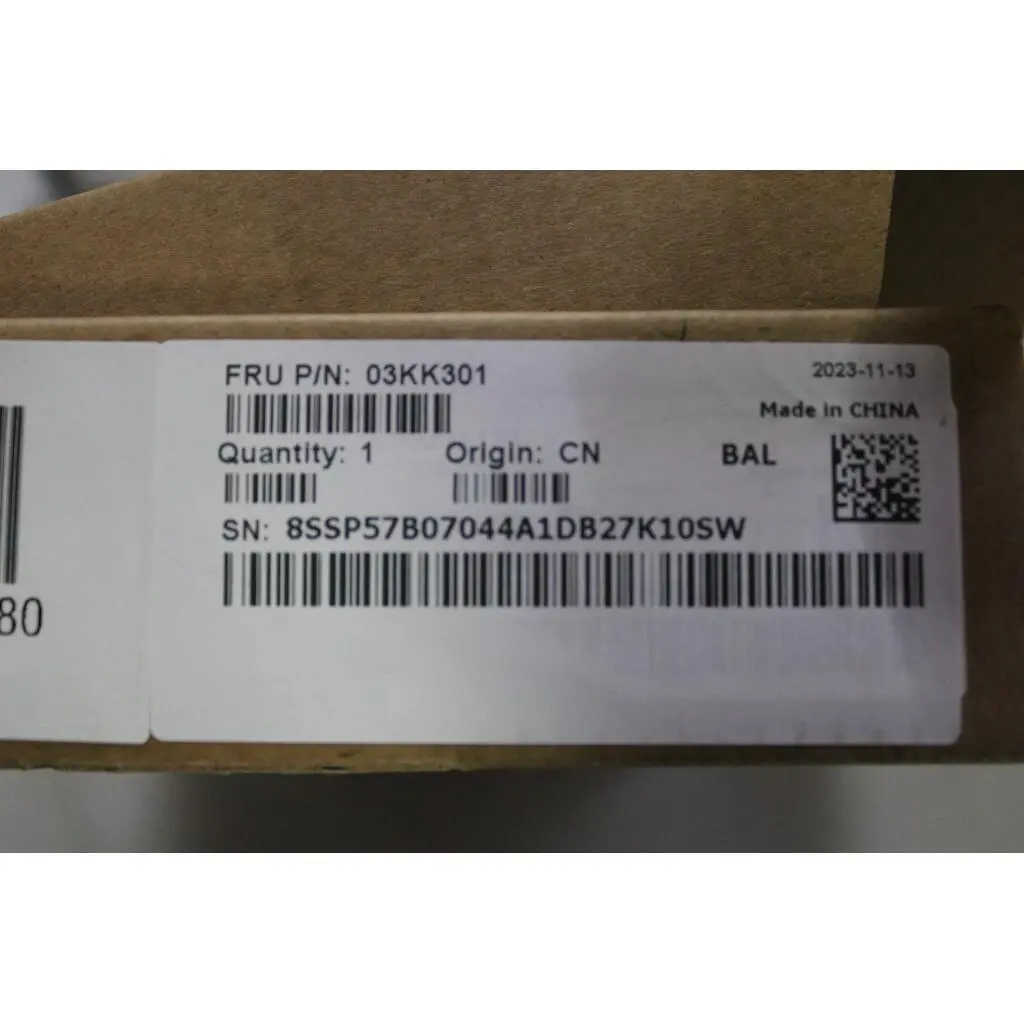 FRU P/N: 03KK301
2023-11-13
Made in CHINA
Quantity: 1
Origin: CN
BAL
SN: 8SSP57B07044A1DB27K10SW
80